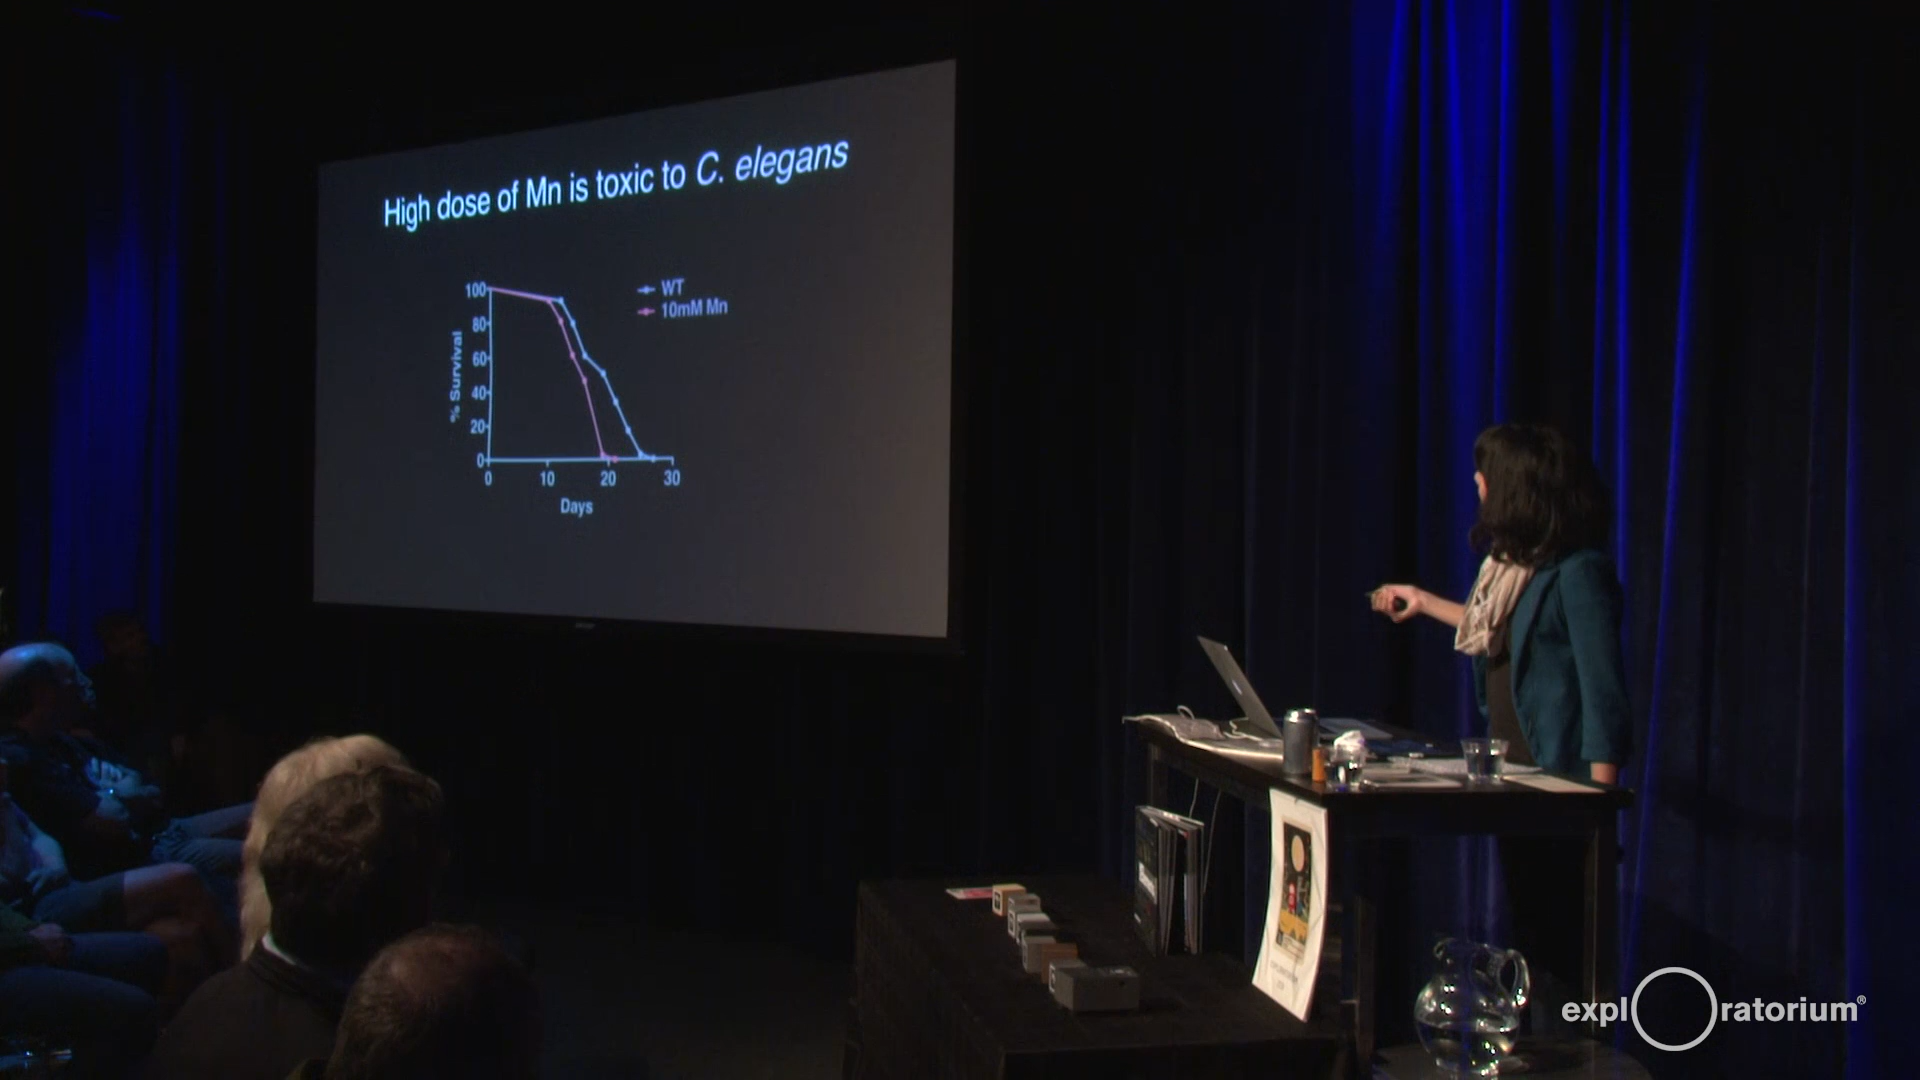 High dose of Mn is toxic to C. elegans
WT
10mM Mn
100
80
60
40
20
0
% Survival
0 10 20 30
Days
exploratorium®